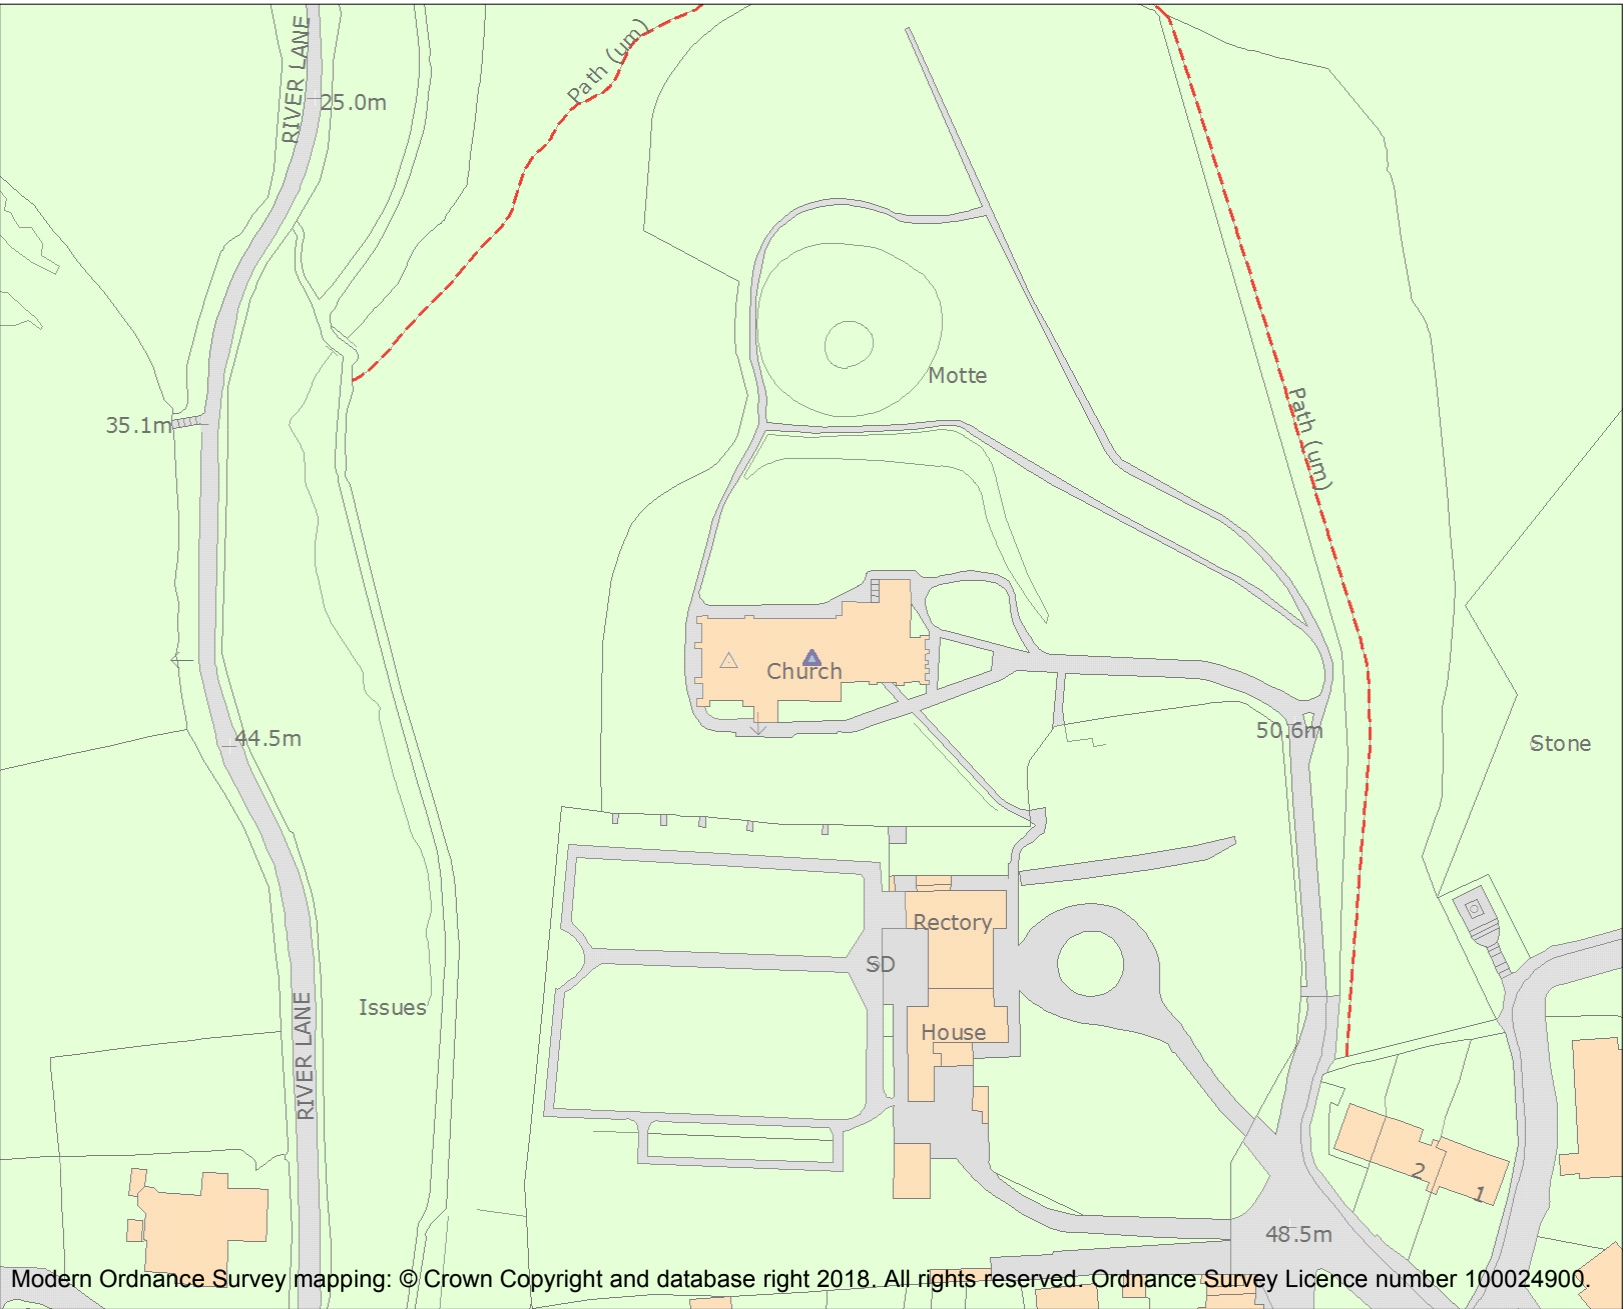 RIVER LANE
Path (um)
25.0m
Motte
35.1m
Path (um)
Church
44.5m
50.6m
Stone
Rectory
SD
Issues
House
RIVER LANE
2
1
48.5m
Modern Ordnance Survey mapping: © Crown Copyright and database right 2018. All rights reserved. Ordnance Survey Licence number 100024900.